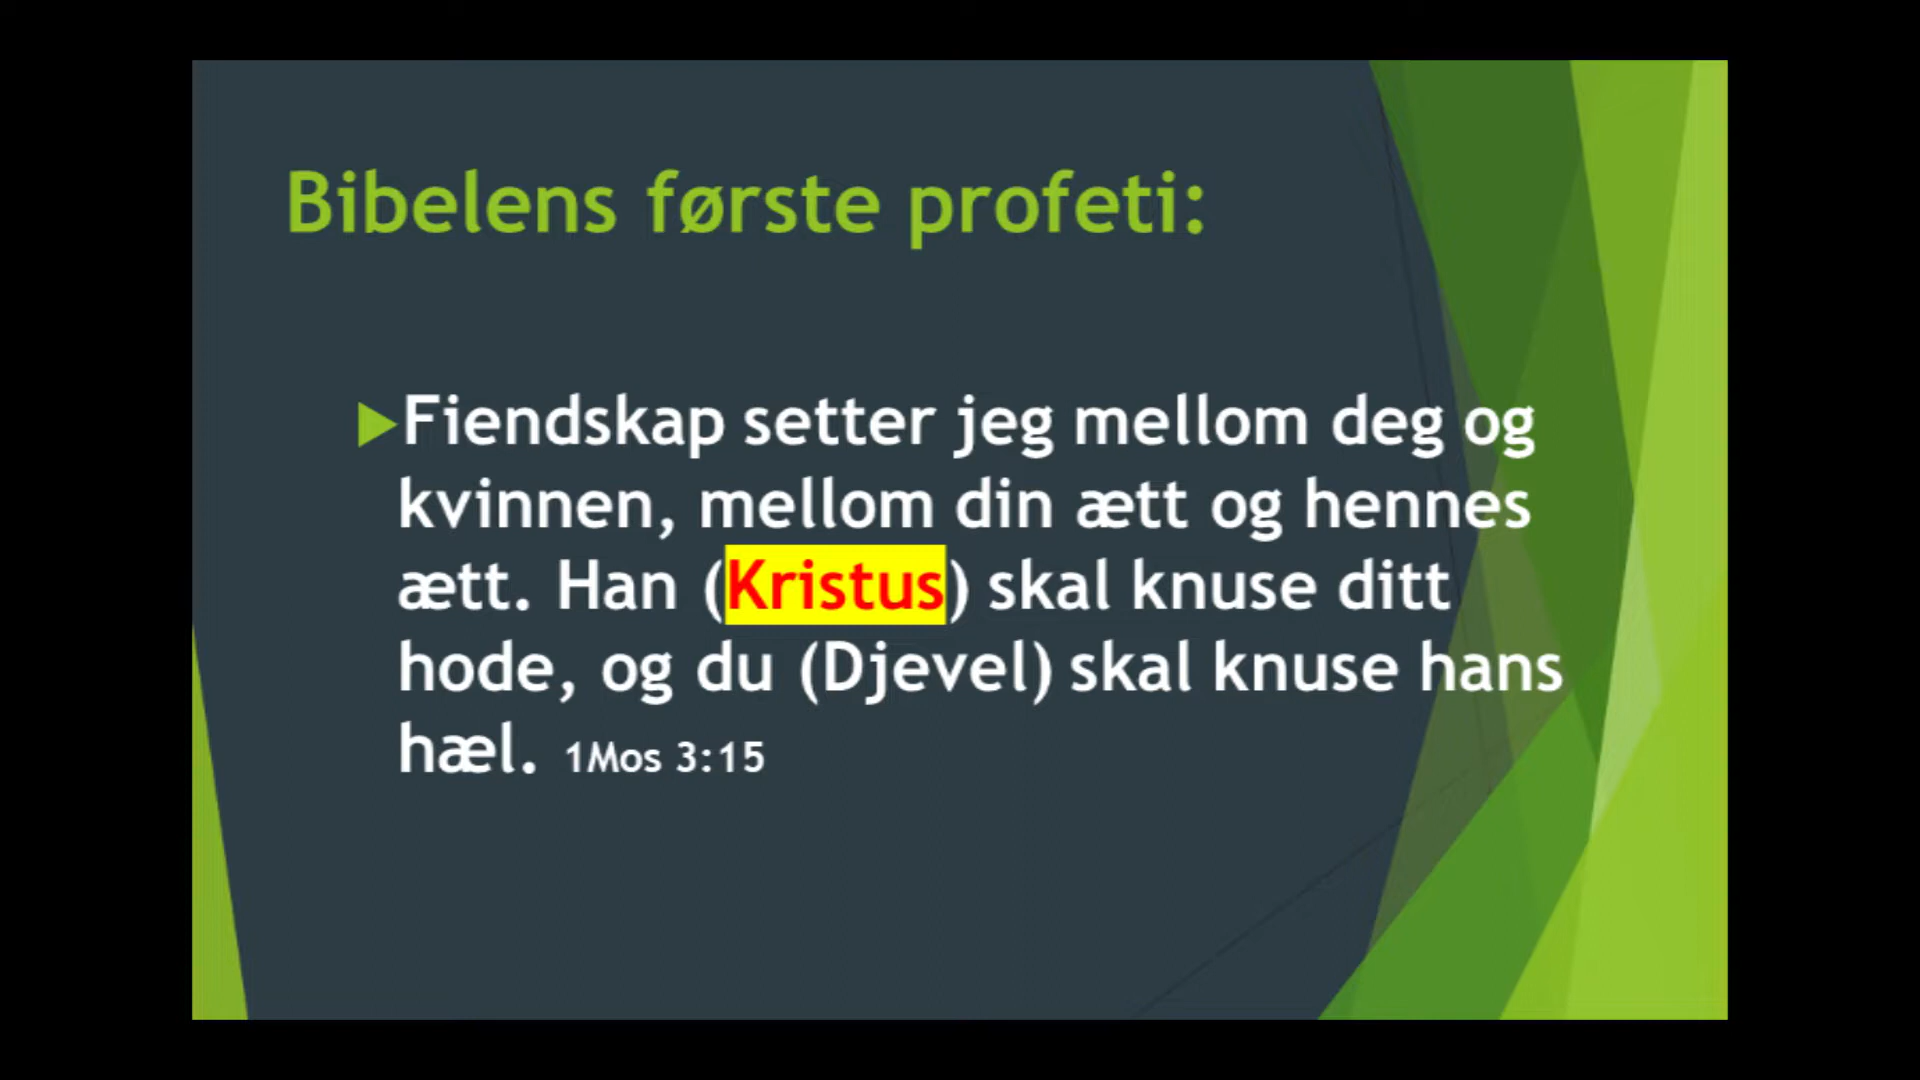 Bibelens første profeti:
Fiendskap setter jeg mellom deg og
kvinnen, mellom din ætt og hennes
ætt. Han (Kristus) skal knuse ditt
hode, og du (Djevel) skal knuse hans
hæl. 1Mos 3:15